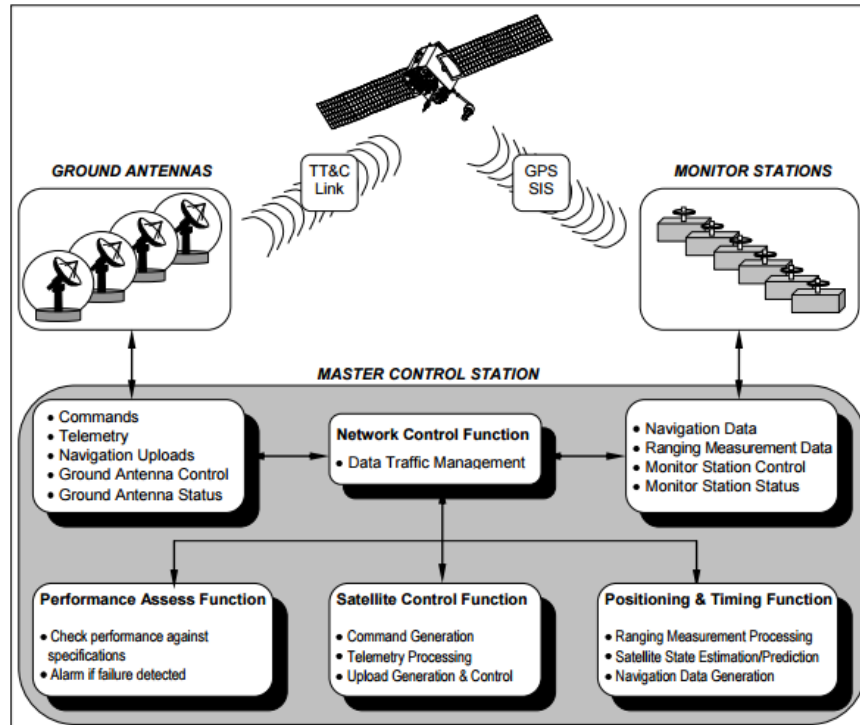 GROUND ANTENNAS
TT&C
Link
GPS
SIS
MONITOR STATIONS
MASTER CONTROL STATION
• Commands
• Telemetry
• Navigation Uploads
• Ground Antenna Control
• Ground Antenna Status
Network Control Function
• Data Traffic Management
• Navigation Data
• Ranging Measurement Data
• Monitor Station Control
• Monitor Station Status
Performance Assess Function
• Check performance against
specifications
• Alarm if failure detected
Satellite Control Function
• Command Generation
• Telemetry Processing
• Upload Generation & Control
Positioning & Timing Function
• Ranging Measurement Processing
• Satellite State Estimation/Prediction
• Navigation Data Generation